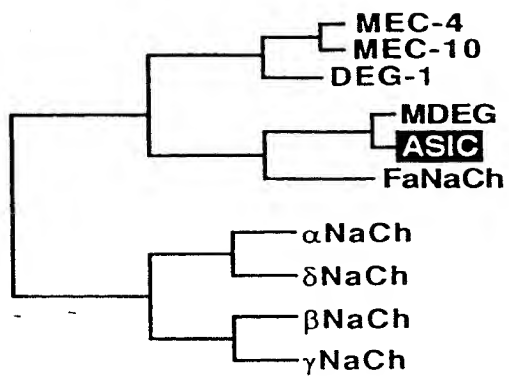 MEC-4
MEC-10
DEG-1
MDEG
ASIC
FaNaCh
αNaCh
δNaCh
βNaCh
γNaCh